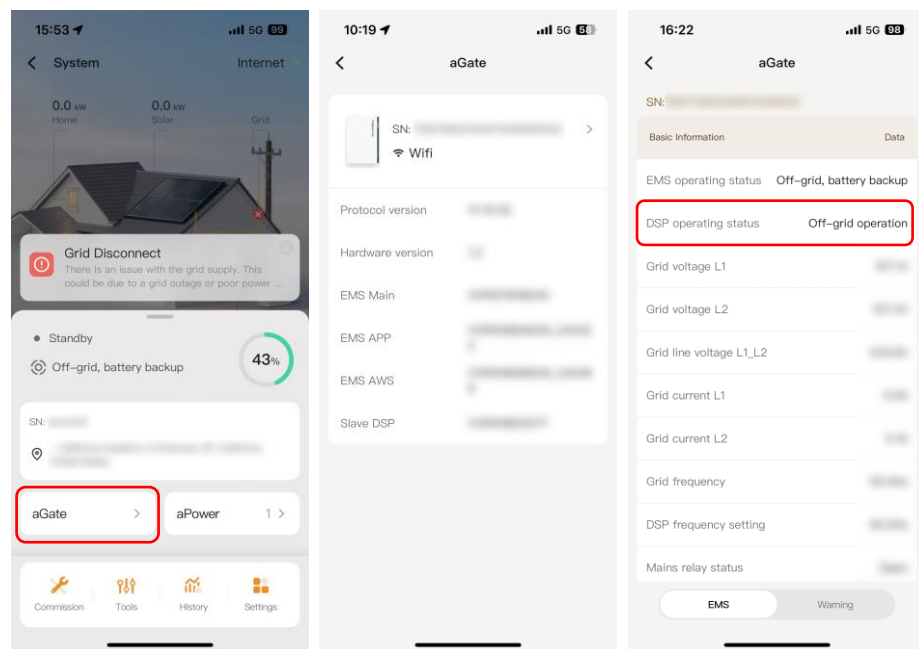 15:53
5G 99
System
Internet
0.0 kw
0.0 kw
Home
Solar
Grid
Grid Disconnect
There is an issue with the grid supply. This
could be due to a grid outage or poor power ...
Standby
Off-grid, battery backup
43%
SN:
aGate
aPower 1
Commission
Tools
History
Settings
10:19
5G
aGate
SN:
Wifi
Protocol version
Hardware version
EMS Main
EMS APP
EMS AWS
Slave DSP
16:22
5G 98
aGate
SN:
Basic Information
Data
EMS operating status Off-grid, battery backup
DSP operating status Off-grid operation
Grid voltage L1
Grid voltage L2
Grid line voltage L1_L2
Grid current L1
Grid current L2
Grid frequency
DSP frequency setting
Mains relay status
EMS
Warning